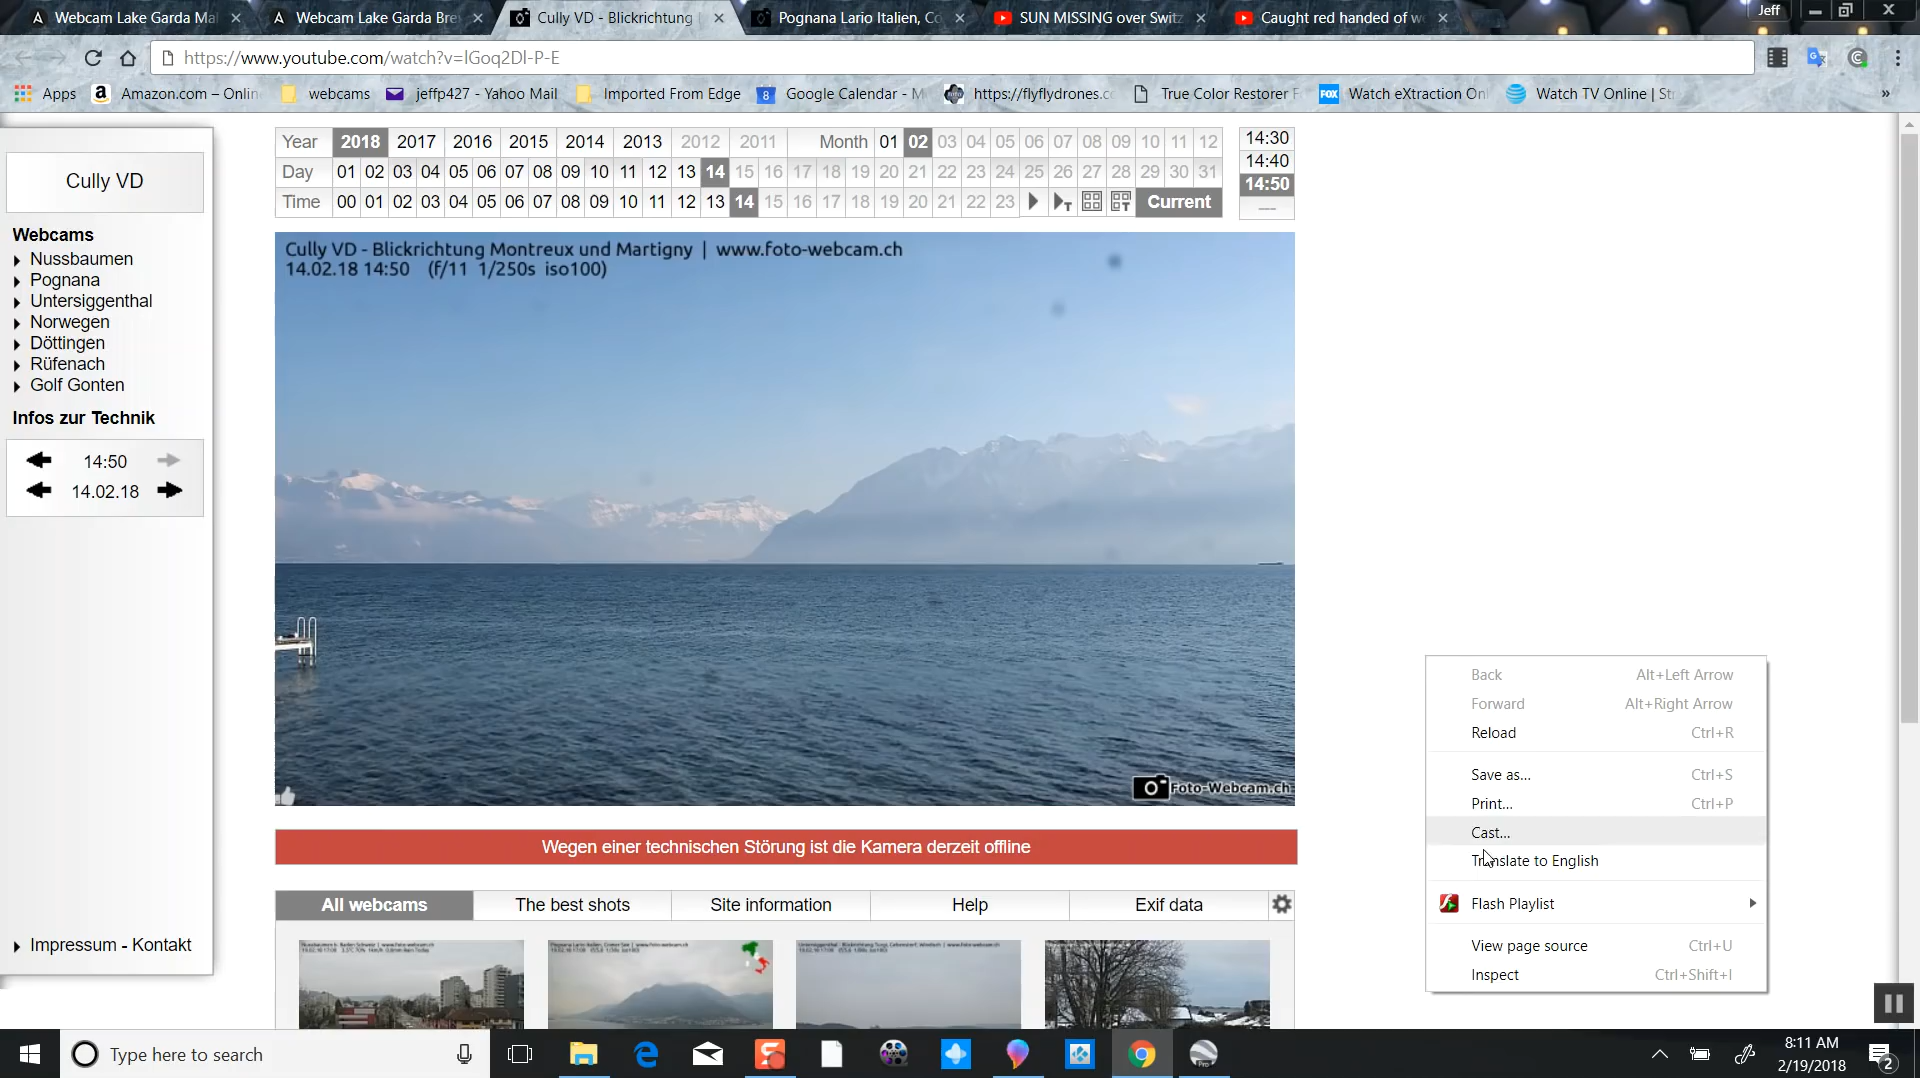 Webcam Lake Garda Ma
Webcam Lake Garda Bre
Cully VD - Blickrichtung
Pognana Lario Italien, Co
SUN MISSING over Switz
Caught red handed of w
Jeff
https://www.youtube.com/watch?v=lGoq2Dl-P-E
Apps
Amazon.com – Onlin
webcams
jeffp427 - Yahoo Mail
Imported From Edge
Google Calendar - M
https://flyflydrones.c
True Color Restorer F
Watch eXtraction Onl
Watch TV Online | Str
Cully VD
Webcams
Nussbaumen
Pognana
Untersiggenthal
Norwegen
Döttingen
Rüfenach
Golf Gonten
Infos zur Technik
14:50
14.02.18
Impressum - Kontakt
Year 2018 2017 2016 2015 2014 2013 2012 2011 Month 01 02 03 04 05 06 07 08 09 10 11 12
Day 01 02 03 04 05 06 07 08 09 10 11 12 13 14 15 16 17 18 19 20 21 22 23 24 25 26 27 28 29 30 31
Time 00 01 02 03 04 05 06 07 08 09 10 11 12 13 14 15 16 17 18 19 20 21 22 23 Current
14:30
14:40
14:50
---
Cully VD - Blickrichtung Montreux und Martigny | www.foto-webcam.ch
14.02.18 14:50 (f/11 1/250s iso100)
Foto-Webcam.ch
Wegen einer technischen Störung ist die Kamera derzeit offline
All webcams
The best shots
Site information
Help
Exif data
Back Alt+Left Arrow
Forward Alt+Right Arrow
Reload Ctrl+R
Save as... Ctrl+S
Print... Ctrl+P
Cast...
Translate to English
Flash Playlist
View page source Ctrl+U
Inspect Ctrl+Shift+I
Type here to search
8:11 AM
2/19/2018
2